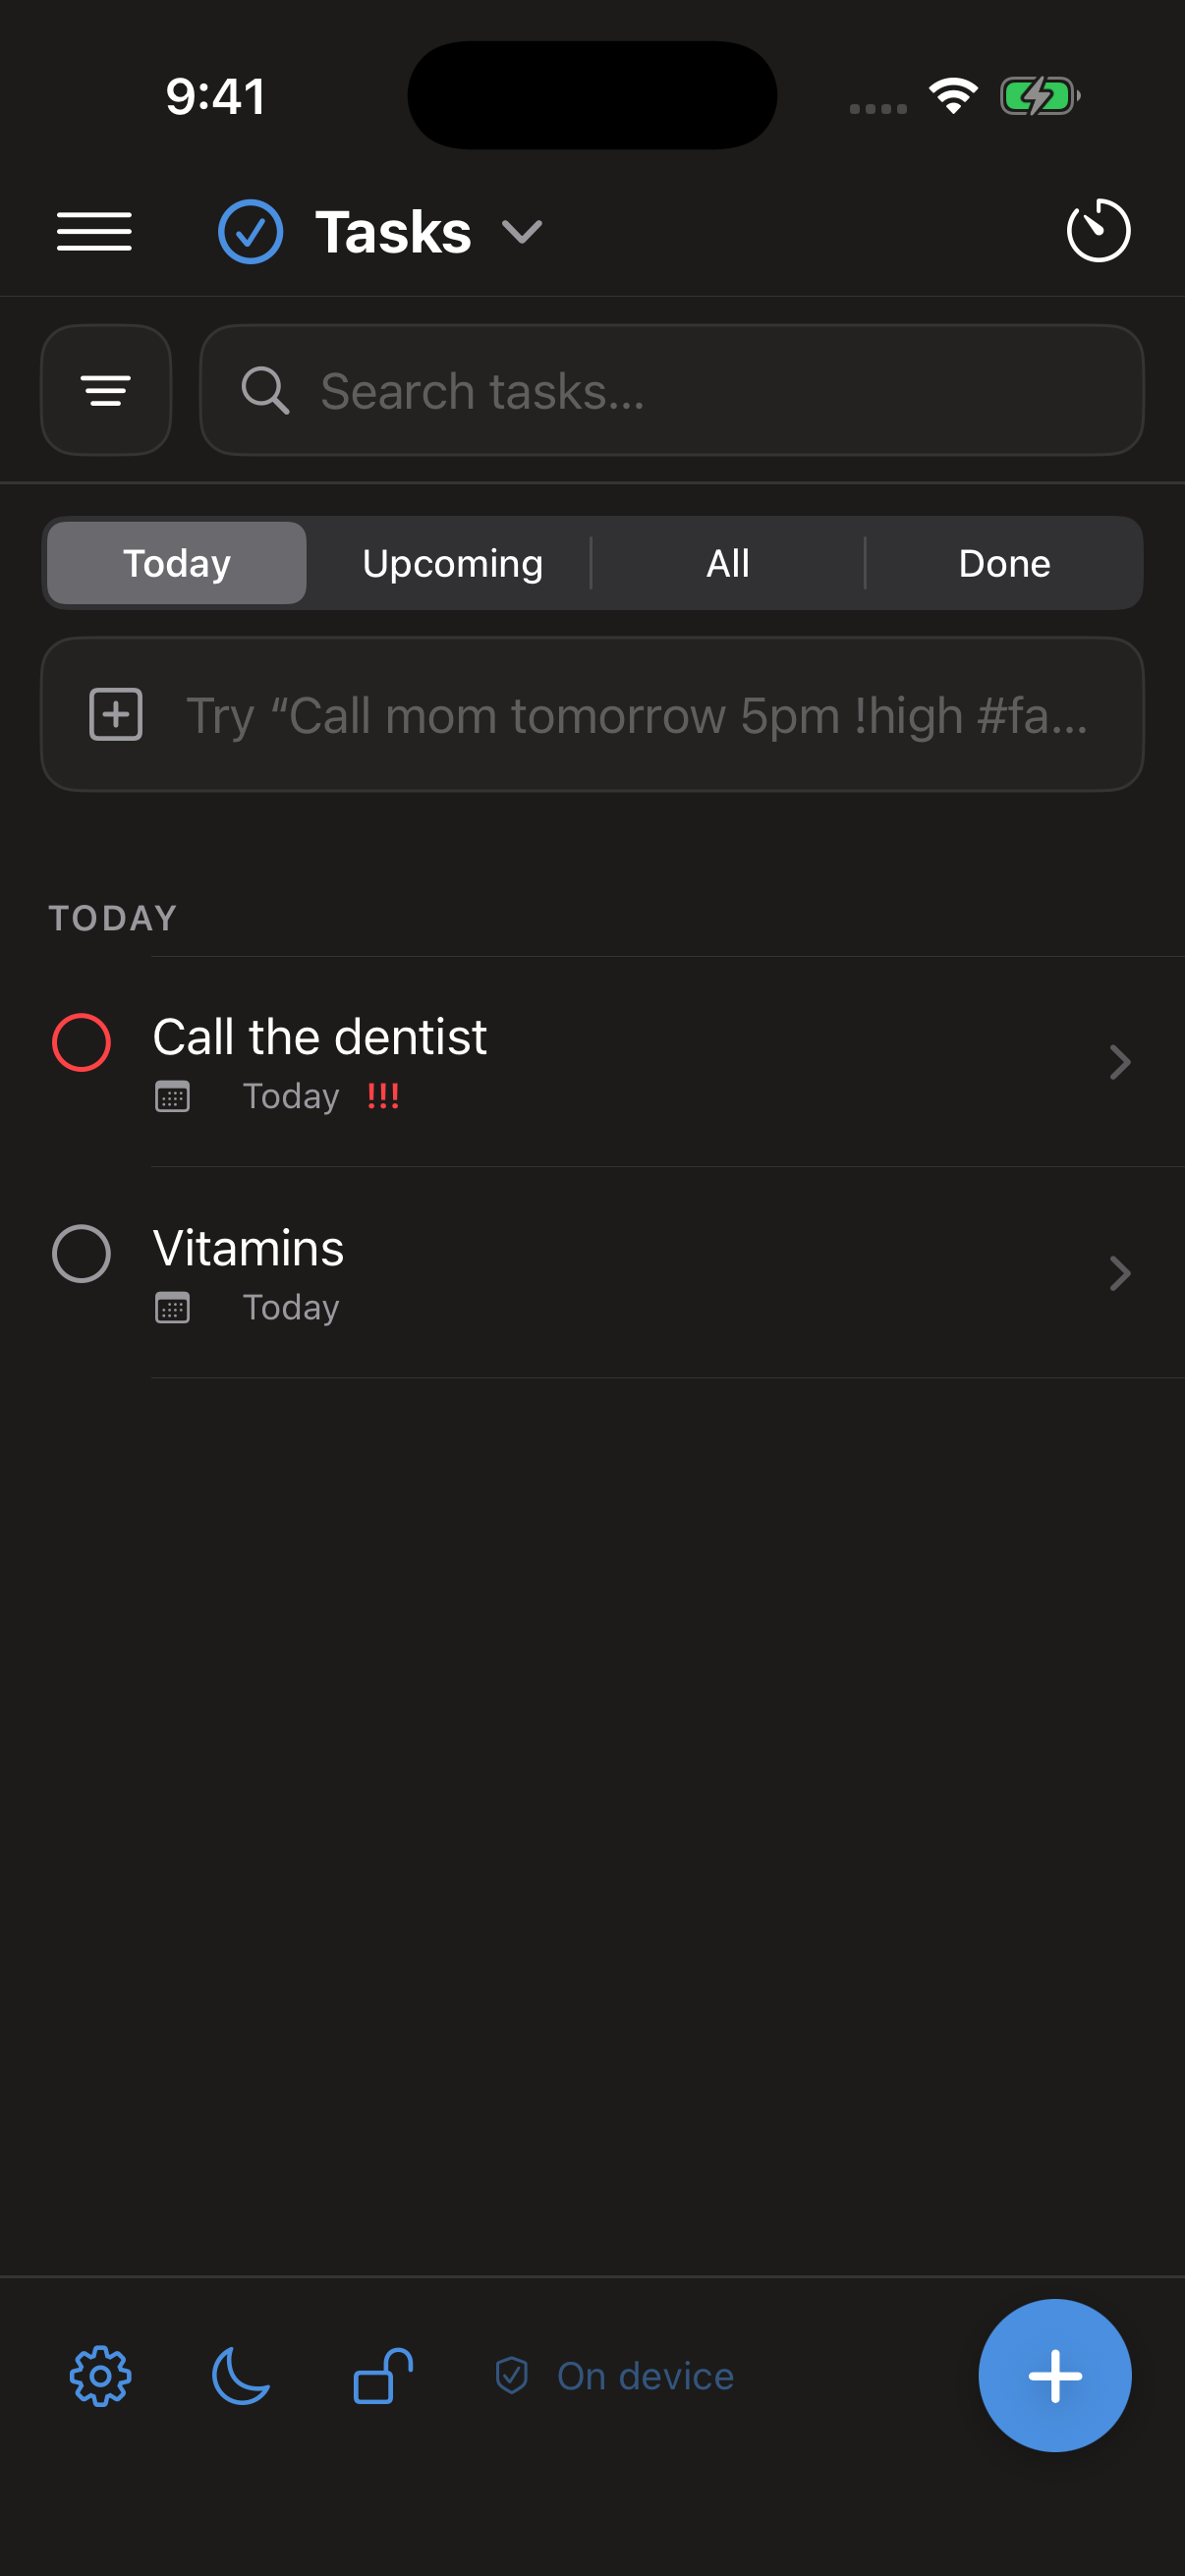 9:41
Tasks
Search tasks...
Today Upcoming All Done
Try “Call mom tomorrow 5pm !high #fa...
TODAY
Call the dentist
Today !!!
Vitamins
Today
On device